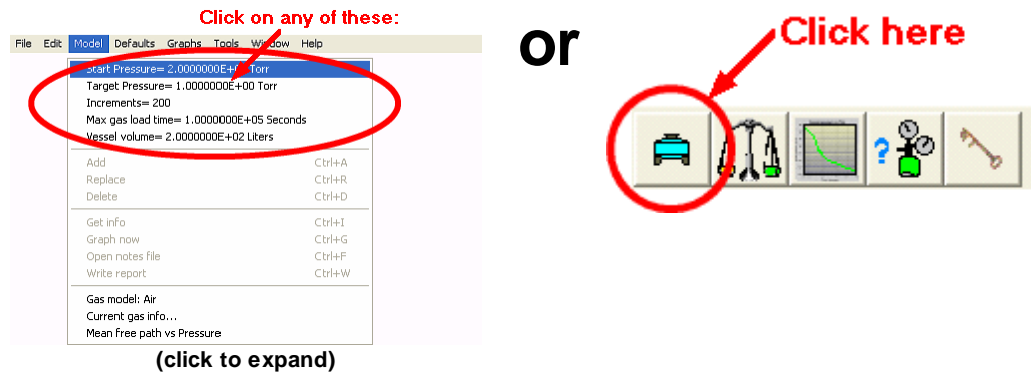 Click on any of these:
File Edit Model Defaults Graphs Tools Window Help
Start Pressure= Torr
Target Pressure= 1.0000000E+00 Torr
Increments= 200
Max gas load time= 1.0000000E+05 Seconds
Vessel volume= 2.0000000E+02 Liters
Add Ctrl+A
Replace Ctrl+R
Delete Ctrl+D
Get info Ctrl+I
Graph now Ctrl+G
Open notes file Ctrl+F
Write report Ctrl+W
Gas model: Air
Current gas info...
Mean free path vs Pressure
(click to expand)
or
Click here
?